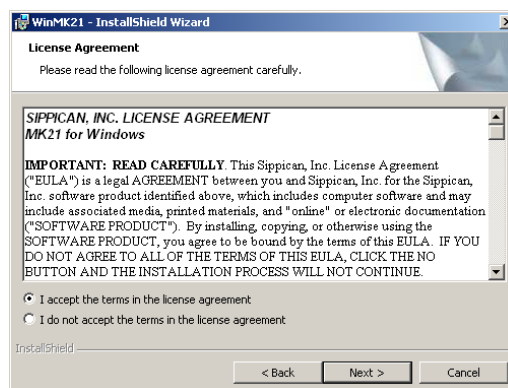 WinMK21 - InstallShield Wizard
License Agreement
Please read the following license agreement carefully.
SIPPICAN, INC. LICENSE AGREEMENT
MK21 for Windows
IMPORTANT: READ CAREFULLY. This Sippican, Inc. License Agreement
("EULA") is a legal AGREEMENT between you and Sippican, Inc. for the Sippican,
Inc. software product identified above, which includes computer software and may
include associated media, printed materials, and "online" or electronic documentation
("SOFTWARE PRODUCT"). By installing, copying, or otherwise using the
SOFTWARE PRODUCT, you agree to be bound by the terms of this EULA. IF YOU
DO NOT AGREE TO ALL OF THE TERMS OF THIS EULA, CLICK THE NO
BUTTON AND THE INSTALLATION PROCESS WILL NOT CONTINUE.
I accept the terms in the license agreement
I do not accept the terms in the license agreement
InstallShield
< Back Next > Cancel